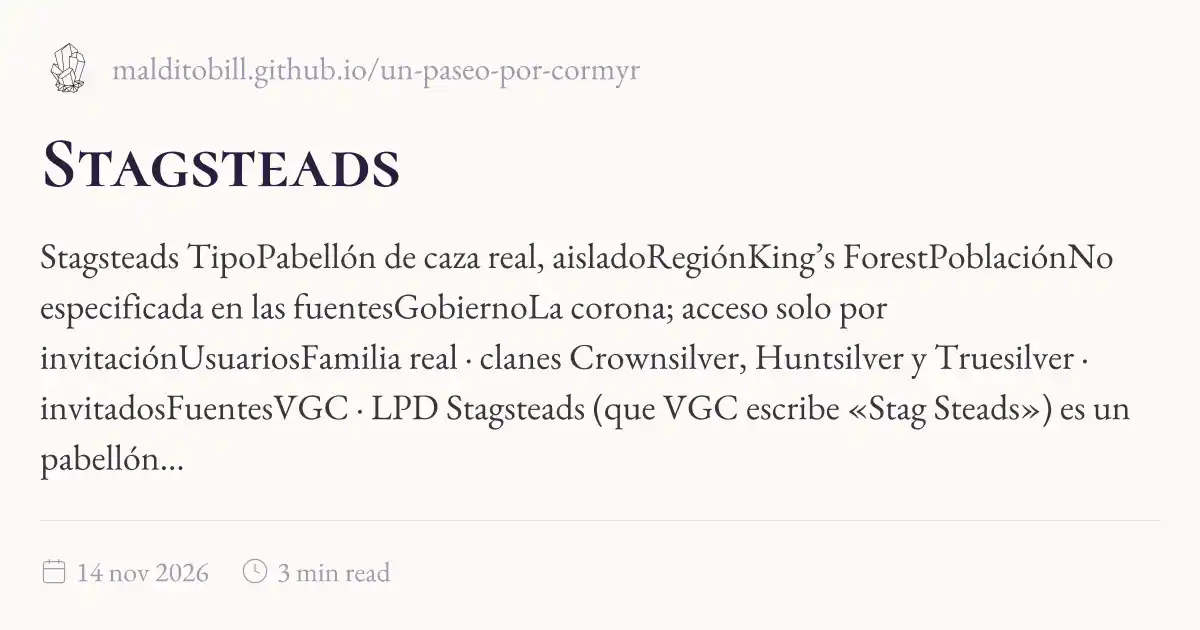 malditobill.github.io/un-paseo-por-cormyr
Stagsteads
Stagsteads TipoPabellón de caza real, aisladoRegiónKing’s ForestPoblaciónNo
especificada en las fuentesGobiernoLa corona; acceso solo por
invitaciónUsuariosFamilia real · clanes Crownsilver, Huntsilver y Truesilver ·
invitadosFuentesVGC · LPD Stagsteads (que VGC escribe «Stag Steads») es un
pabellón...
14 nov 2026
3 min read